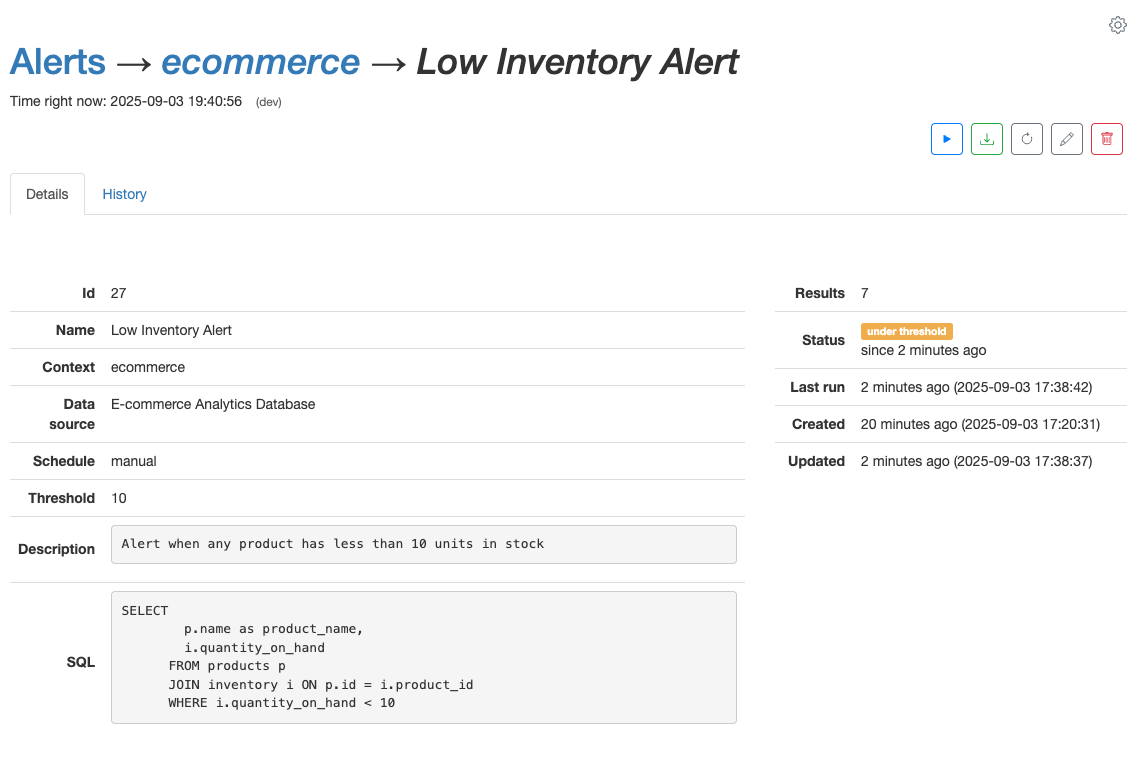 Alerts → ecommerce → Low Inventory Alert
Time right now: 2025-09-03 19:40:56 (dev)
Details History
Id 27
Name Low Inventory Alert
Context ecommerce
Data source E-commerce Analytics Database
Schedule manual
Threshold 10
Description Alert when any product has less than 10 units in stock
SQL
SELECT
        p.name as product_name,
        i.quantity_on_hand
      FROM products p
      JOIN inventory i ON p.id = i.product_id
      WHERE i.quantity_on_hand < 10
Results 7
Status under threshold
since 2 minutes ago
Last run 2 minutes ago (2025-09-03 17:38:42)
Created 20 minutes ago (2025-09-03 17:20:31)
Updated 2 minutes ago (2025-09-03 17:38:37)